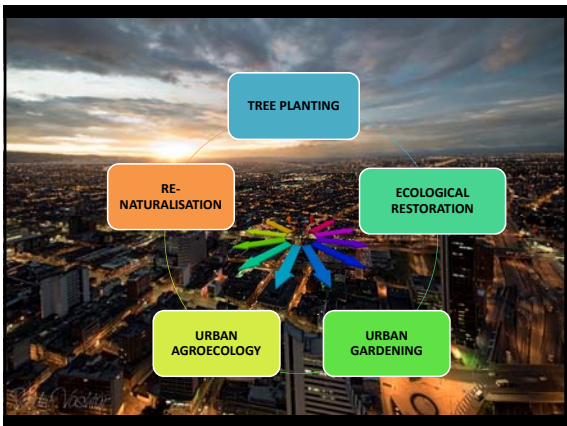 TREE PLANTING
RE-
NATURALISATION
ECOLOGICAL
RESTORATION
URBAN
AGROECOLOGY
URBAN
GARDENING